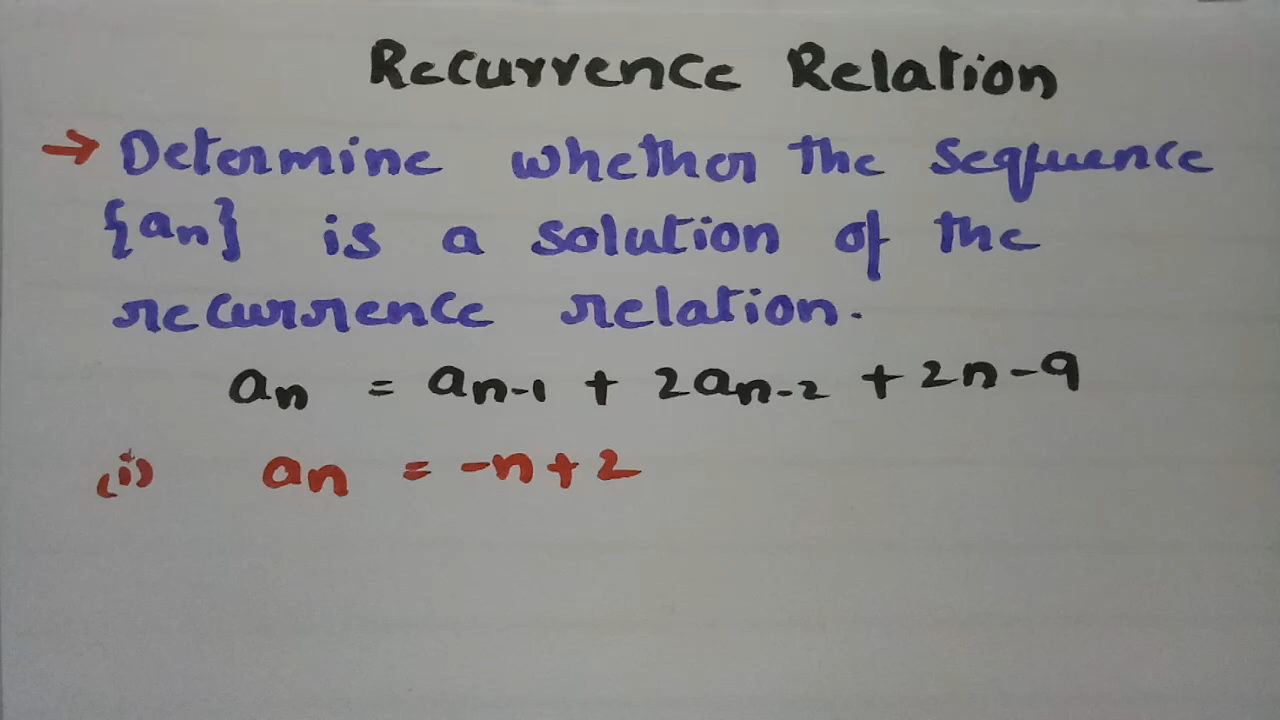 Recurrence Relation
→ Determine whether the sequence
{an} is a solution of the
recurrence relation.
an = an-1 + 2an-2 + 2n-9
(i) an = -n+2